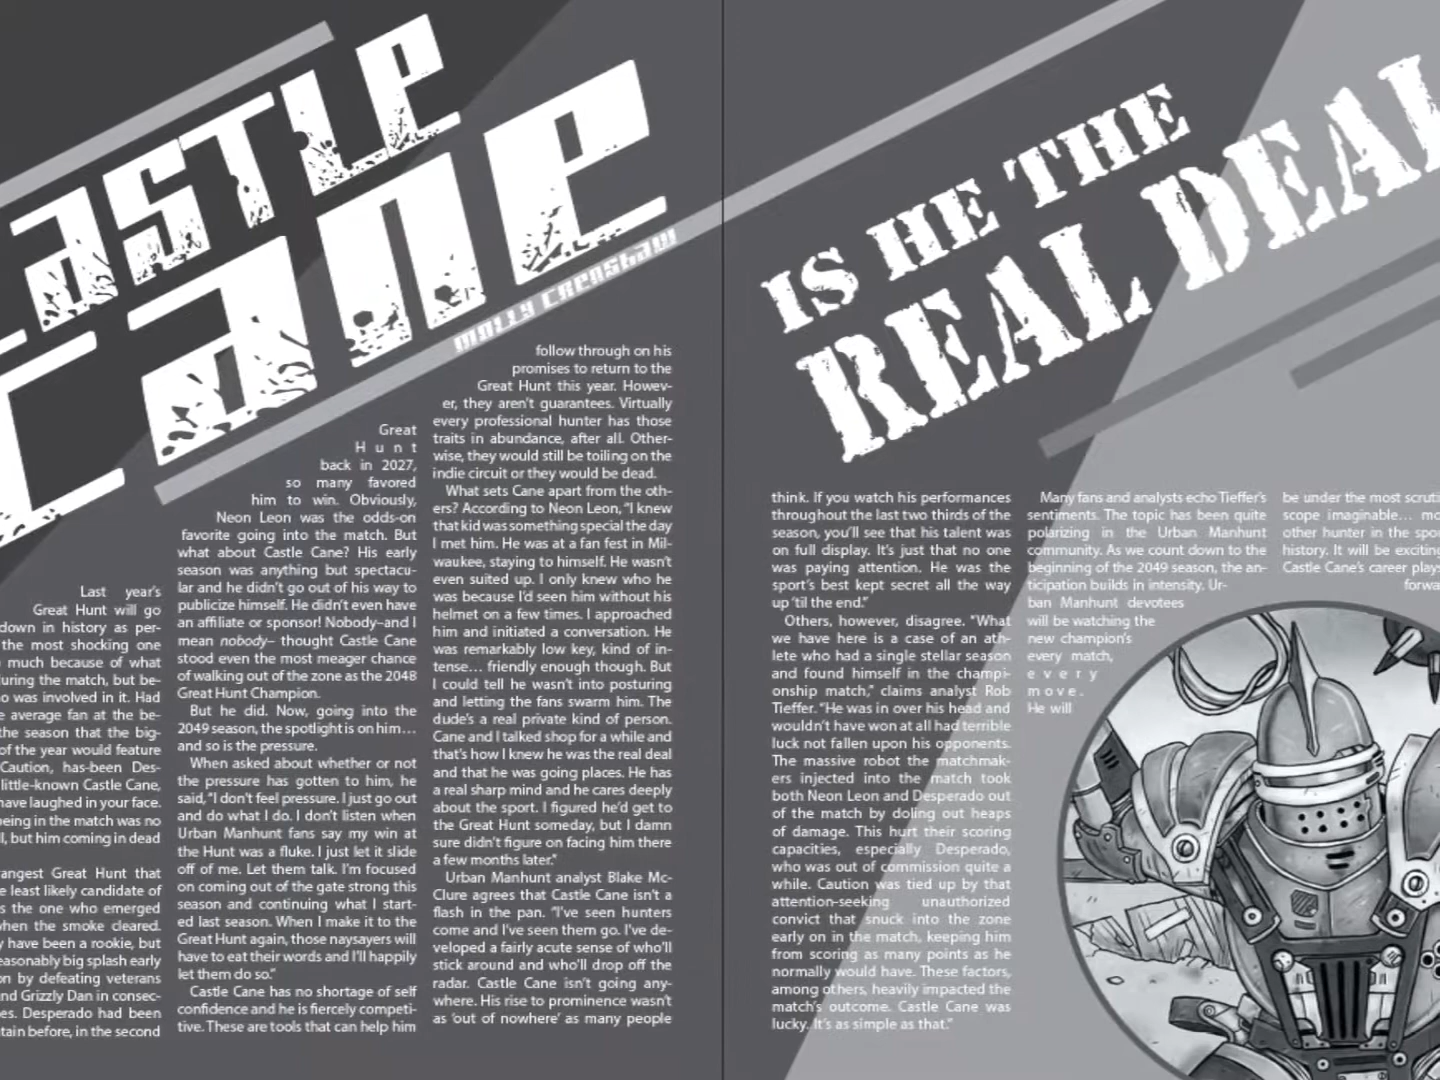 CASTLE
Cane
MOLLY CRENSHAW
IS HE THE
REAL DEAL
Last year's
Great Hunt will go
down in history as per-
the most shocking one
much because of what
during the match, but be-
who was involved in it. Had
average fan at the be-
the season that the big-
of the year would feature
Caution, has-been Des-
little-known Castle Cane,
have laughed in your face.
being in the match was no
but him coming in dead
Great Hunt that
least likely candidate of
the one who emerged
when the smoke cleared.
have been a rookie, but
reasonably big splash early
by defeating veterans
and Grizzly Dan in consec-
Desperado had been
before, in the second
Great
Hunt
back in 2027,
so many favored
him to win. Obviously,
Neon Leon was the odds-on
favorite going into the match. But
what about Castle Cane? His early
season was anything but spectacu-
lar and he didn't go out of his way to
publicize himself. He didn't even have
an affiliate or sponsor! Nobody–and I
mean nobody– thought Castle Cane
stood even the most meager chance
of walking out of the zone as the 2048
Great Hunt Champion.
But he did. Now, going into the
2049 season, the spotlight is on him…
and so is the pressure.
When asked about whether or not
the pressure has gotten to him, he
said, "I don't feel pressure. I just go out
and do what I do. I don't listen when
Urban Manhunt fans say my win at
the Hunt was a fluke. I just let it slide
off of me. Let them talk. I'm focused
on coming out of the gate strong this
season and continuing what I start-
ed last season. When I make it to the
Great Hunt again, those naysayers will
have to eat their words and I'll happily
let them do so."
Castle Cane has no shortage of self
confidence and he is fiercely competi-
tive. These are tools that can help him
follow through on his
promises to return to the
Great Hunt this year. Howev-
er, they aren't guarantees. Virtually
every professional hunter has those
traits in abundance, after all. Other-
wise, they would still be toiling on the
indie circuit or they would be dead.
What sets Cane apart from the oth-
ers? According to Neon Leon, "I knew
that kid was something special the day
I met him. He was at a fan fest in Mil-
waukee, staying to himself. He wasn't
even suited up. I only knew who he
was because I'd seen him without his
helmet on a few times. I approached
him and initiated a conversation. He
was remarkably low key, kind of in-
tense… friendly enough though. But
I could tell he wasn't into posturing
and letting the fans swarm him. The
dude's a real private kind of person.
Cane and I talked shop for a while and
that's how I knew he was the real deal
and that he was going places. He has
a real sharp mind and he cares deeply
about the sport. I figured he'd get to
the Great Hunt someday, but I damn
sure didn't figure on facing him there
a few months later."
Urban Manhunt analyst Blake Mc-
Clure agrees that Castle Cane isn't a
flash in the pan. "I've seen hunters
come and I've seen them go. I've de-
veloped a fairly acute sense of who'll
stick around and who'll drop off the
radar. Castle Cane isn't going any-
where. His rise to prominence wasn't
as 'out of nowhere' as many people
think. If you watch his performances
throughout the last two thirds of the
season, you'll see that his talent was
on full display. It's just that no one
was paying attention. He was the
sport's best kept secret all the way
up 'til the end."
Others, however, disagree. "What
we have here is a case of an ath-
lete who had a single stellar season
and found himself in the champi-
onship match," claims analyst Rob
Tieffer. "He was in over his head and
wouldn't have won at all had terrible
luck not fallen upon his opponents.
The massive robot the matchmak-
ers injected into the match took
both Neon Leon and Desperado out
of the match by doling out heaps
of damage. This hurt their scoring
capacities, especially Desperado,
who was out of commission quite a
while. Caution was tied up by that
attention-seeking unauthorized
convict that snuck into the zone
early on in the match, keeping him
from scoring as many points as he
normally would have. These factors,
among others, heavily impacted the
match's outcome. Castle Cane was
lucky. It's as simple as that."
Many fans and analysts echo Tieffer's
sentiments. The topic has been quite
polarizing in the Urban Manhunt
community. As we count down to the
beginning of the 2049 season, the an-
ticipation builds in intensity. Ur-
ban Manhunt devotees
will be watching the
new champion's
every match,
every
move.
He will
be under the most scruti
scope imaginable… mo
other hunter in the spor
history. It will be exciting
Castle Cane's career plays
forwa